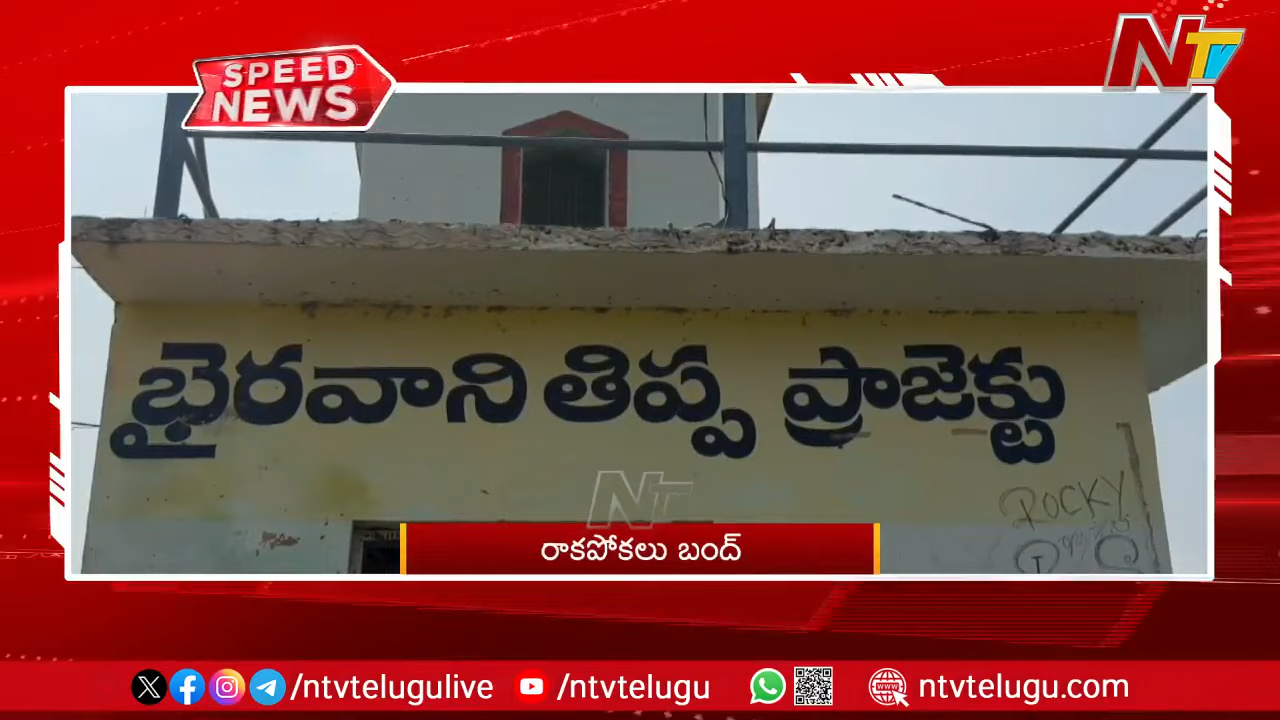 SPEED
NEWS
NTV
భైరవాని తిప్ప ప్రాజెక్టు
ROCKY
రాకపోకలు బంద్
/ntvtelugulive /ntvtelugu ntvtelugu.com